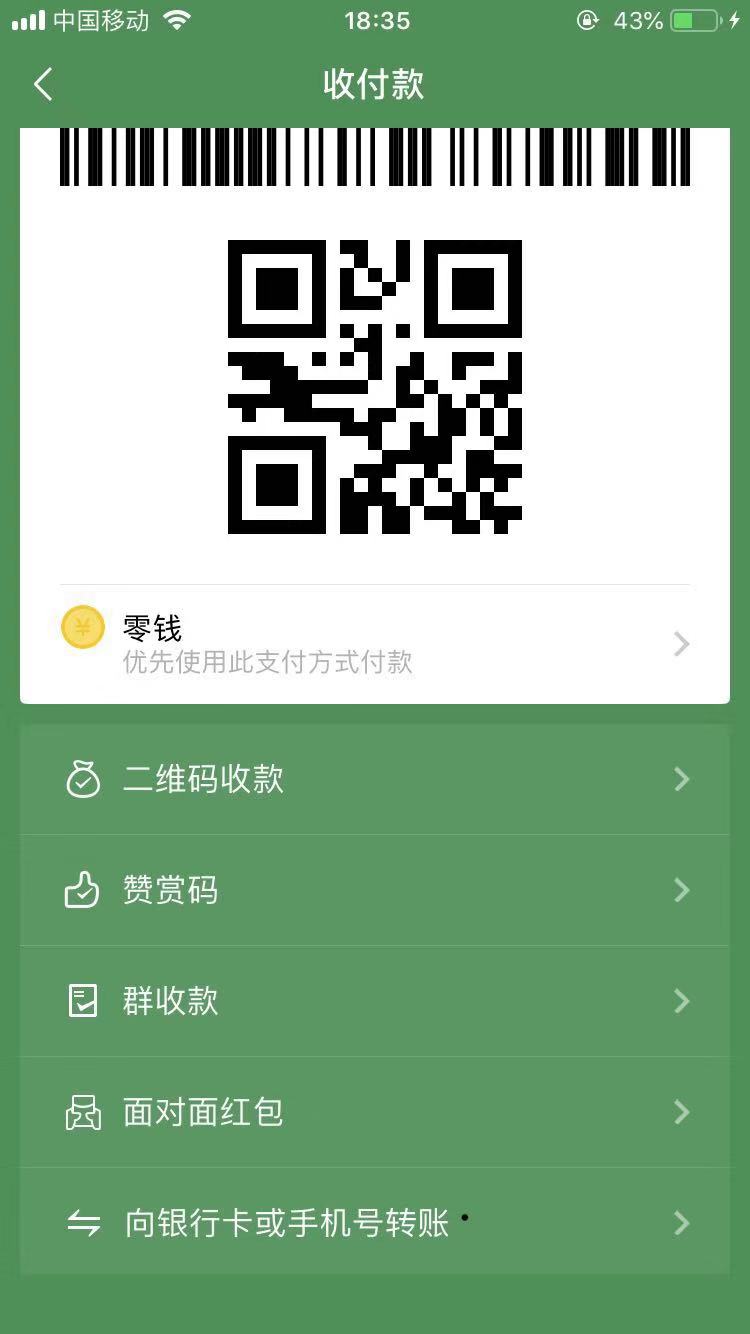 中国移动
18:35
43%
收付款
零钱
优先使用此支付方式付款
二维码收款
赞赏码
群收款
面对面红包
向银行卡或手机号转账